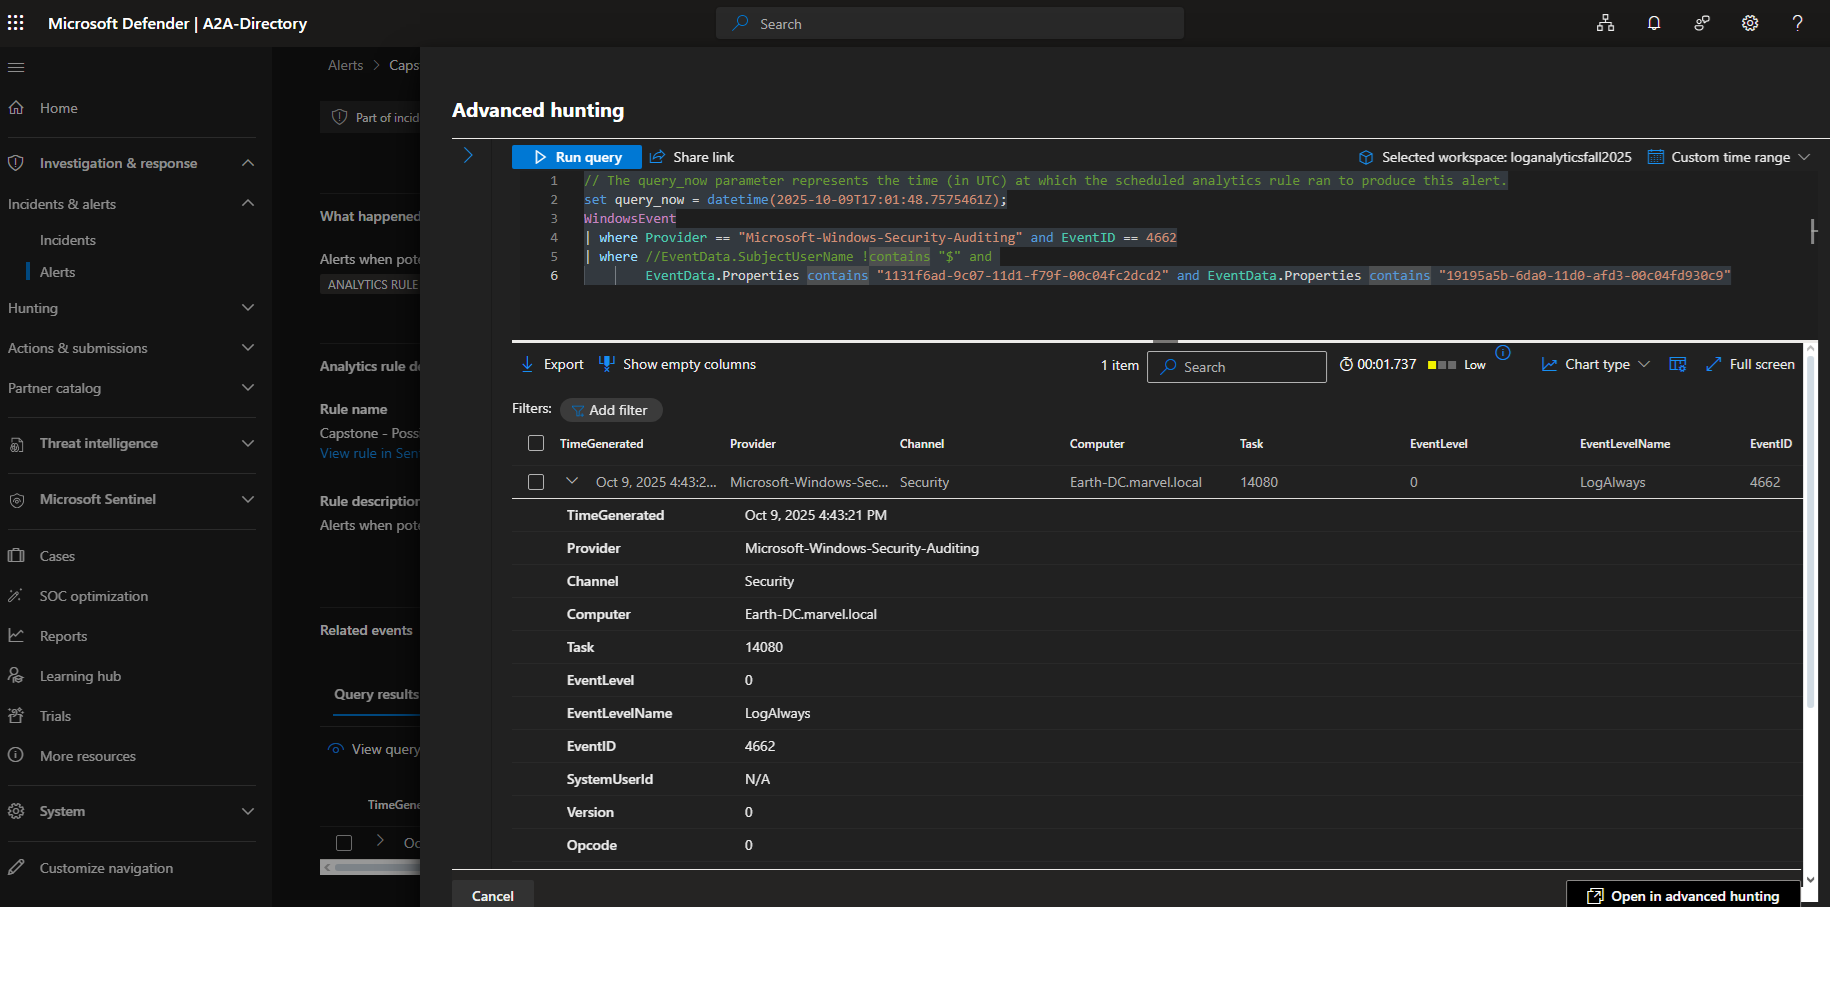 Microsoft Defender | A2A-Directory
Search
Home
Investigation & response
Incidents & alerts
Incidents
Alerts
Hunting
Actions & submissions
Partner catalog
Threat intelligence
Microsoft Sentinel
Cases
SOC optimization
Reports
Learning hub
Trials
More resources
System
Customize navigation
Alerts > Caps
Part of incid
What happened
Alerts when pote
ANALYTICS RULE
Analytics rule de
Rule name
Capstone - Possi
View rule in Sen
Rule description
Alerts when pote
Related events
Query results
View query
TimeGene
Oc
Advanced hunting
Run query
Share link
Selected workspace: loganalyticsfall2025
Custom time range
1 // The query_now parameter represents the time (in UTC) at which the scheduled analytics rule ran to produce this alert.
2 set query_now = datetime(2025-10-09T17:01:48.7575461Z);
3 WindowsEvent
4 | where Provider == "Microsoft-Windows-Security-Auditing" and EventID == 4662
5 | where //EventData.SubjectUserName !contains "$" and
6 EventData.Properties contains "1131f6ad-9c07-11d1-f79f-00c04fc2dcd2" and EventData.Properties contains "19195a5b-6da0-11d0-afd3-00c04fd930c9"
Export
Show empty columns
1 item
Search
00:01.737
Low
Chart type
Full screen
Filters:
Add filter
TimeGenerated Provider Channel Computer Task EventLevel EventLevelName EventID
Oct 9, 2025 4:43:2... Microsoft-Windows-Sec... Security Earth-DC.marvel.local 14080 0 LogAlways 4662
TimeGenerated Oct 9, 2025 4:43:21 PM
Provider Microsoft-Windows-Security-Auditing
Channel Security
Computer Earth-DC.marvel.local
Task 14080
EventLevel 0
EventLevelName LogAlways
EventID 4662
SystemUserId N/A
Version 0
Opcode 0
Cancel
Open in advanced hunting